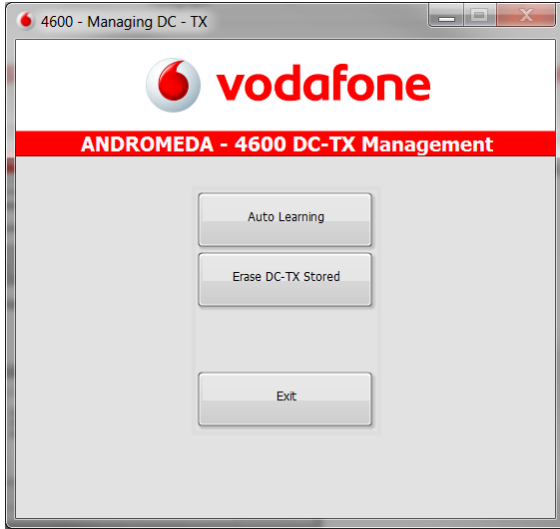 4600 - Managing DC - TX
vodafone
ANDROMEDA - 4600 DC-TX Management
Auto Learning
Erase DC-TX Stored
Exit